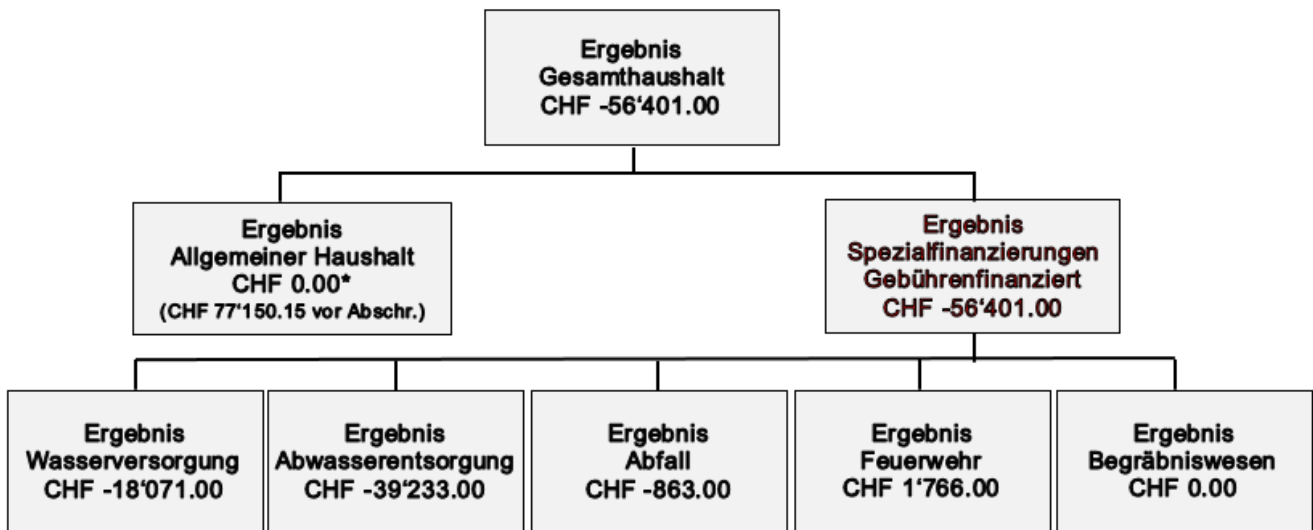 Ergebnis
Gesamthaushalt
CHF -56‘401.00
Ergebnis
Allgemeiner Haushalt
CHF 0.00*
(CHF 77‘150.15 vor Abschr.)
Ergebnis
Spezialfinanzierungen
Gebührenfinanziert
CHF -56‘401.00
Ergebnis
Wasserversorgung
CHF -18‘071.00
Ergebnis
Abwasserentsorgung
CHF -39‘233.00
Ergebnis
Abfall
CHF -863.00
Ergebnis
Feuerwehr
CHF 1‘766.00
Ergebnis
Begräbniswesen
CHF 0.00